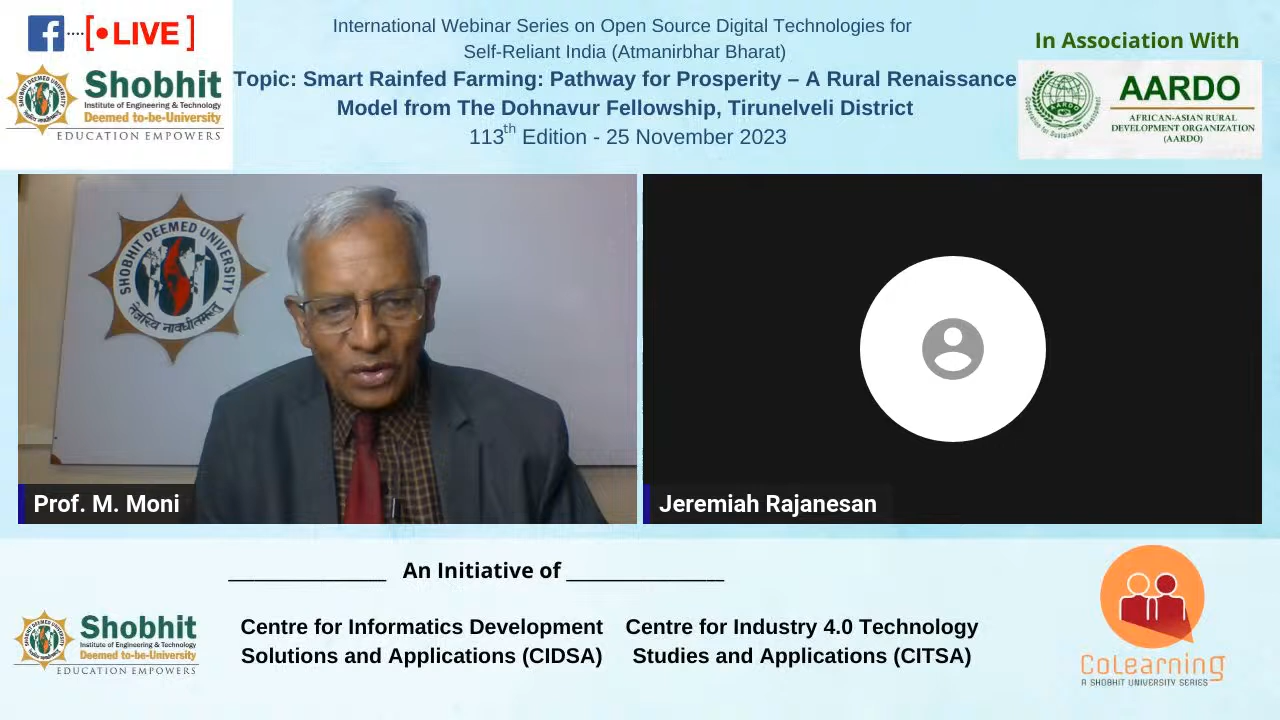 LIVE
International Webinar Series on Open Source Digital Technologies for
Self-Reliant India (Atmanirbhar Bharat)
Topic: Smart Rainfed Farming: Pathway for Prosperity – A Rural Renaissance
Model from The Dohnavur Fellowship, Tirunelveli District
113th Edition - 25 November 2023
Shobhit
Institute of Engineering & Technology
Deemed to-be-University
EDUCATION EMPOWERS
In Association With
AARDO
AFRICAN-ASIAN RURAL
DEVELOPMENT ORGANIZATION
(AARDO)
SHOBHIT DEEMED UNIVERSITY
तेजस्वि नावधीतमस्तु
Prof. M. Moni
Jeremiah Rajanesan
An Initiative of
Shobhit
Institute of Engineering & Technology
Deemed to-be-University
EDUCATION EMPOWERS
Centre for Informatics Development
Solutions and Applications (CIDSA)
Centre for Industry 4.0 Technology
Studies and Applications (CITSA)
CoLearning
A SHOBHIT UNIVERSITY SERIES